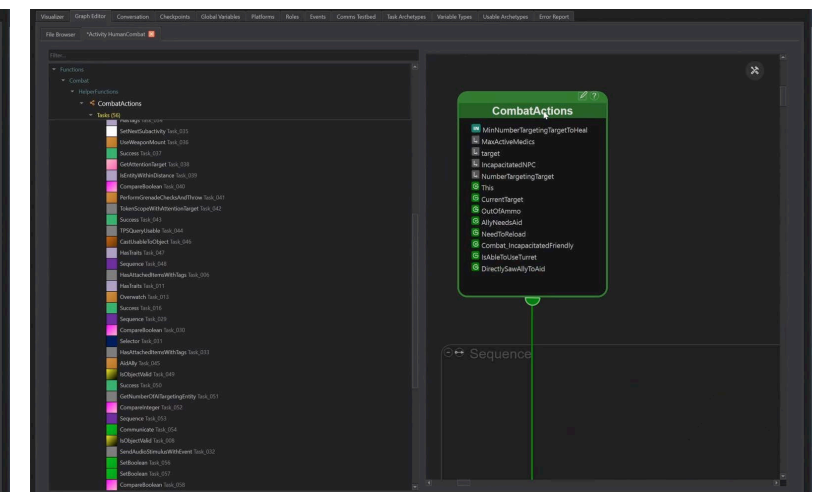 Visualizer Graph Editor Conversation Checkpoints Global Variables Platforms Roles Events Comms Testbed Task Archetypes Variable Types Usable Archetypes Error Report
File Browser *Activity HumanCombat
Filter...
Functions
Combat
HelperFunctions
CombatActions
Tasks (56)
SetNextSubactivity Task_035
UseWeaponMount Task_036
Success Task_037
GetAttentionTarget Task_038
IsEntityWithinDistance Task_039
CompareBoolean Task_040
PerformGrenadeChecksAndThrow Task_041
TokenScopeWithAttentionTarget Task_042
Success Task_043
TPSQueryUsable Task_044
CastUsableToObject Task_046
HasTraits Task_047
Sequence Task_048
HasAttachedItemsWithTags Task_006
HasTraits Task_011
Overwatch Task_013
Success Task_016
Sequence Task_029
CompareBoolean Task_030
Selector Task_031
HasAttachedItemsWithTags Task_033
AidAlly Task_045
IsObjectValid Task_049
Success Task_050
GetNumberOfAITargetingEntity Task_051
CompareInteger Task_052
Sequence Task_053
Communicate Task_054
IsObjectValid Task_008
SendAudioStimulusWithEvent Task_032
SetBoolean Task_056
SetBoolean Task_057
CompareBoolean Task_058
CombatActions
MinNumberTargetingTargetToHeal
L MaxActiveMedics
L target
L IncapacitatedNPC
L NumberTargetingTarget
G This
G CurrentTarget
G OutOfAmmo
G AllyNeedsAid
G NeedToReload
G Combat_IncapacitatedFriendly
G IsAbleToUseTurret
G DirectlySawAllyToAid
Sequence